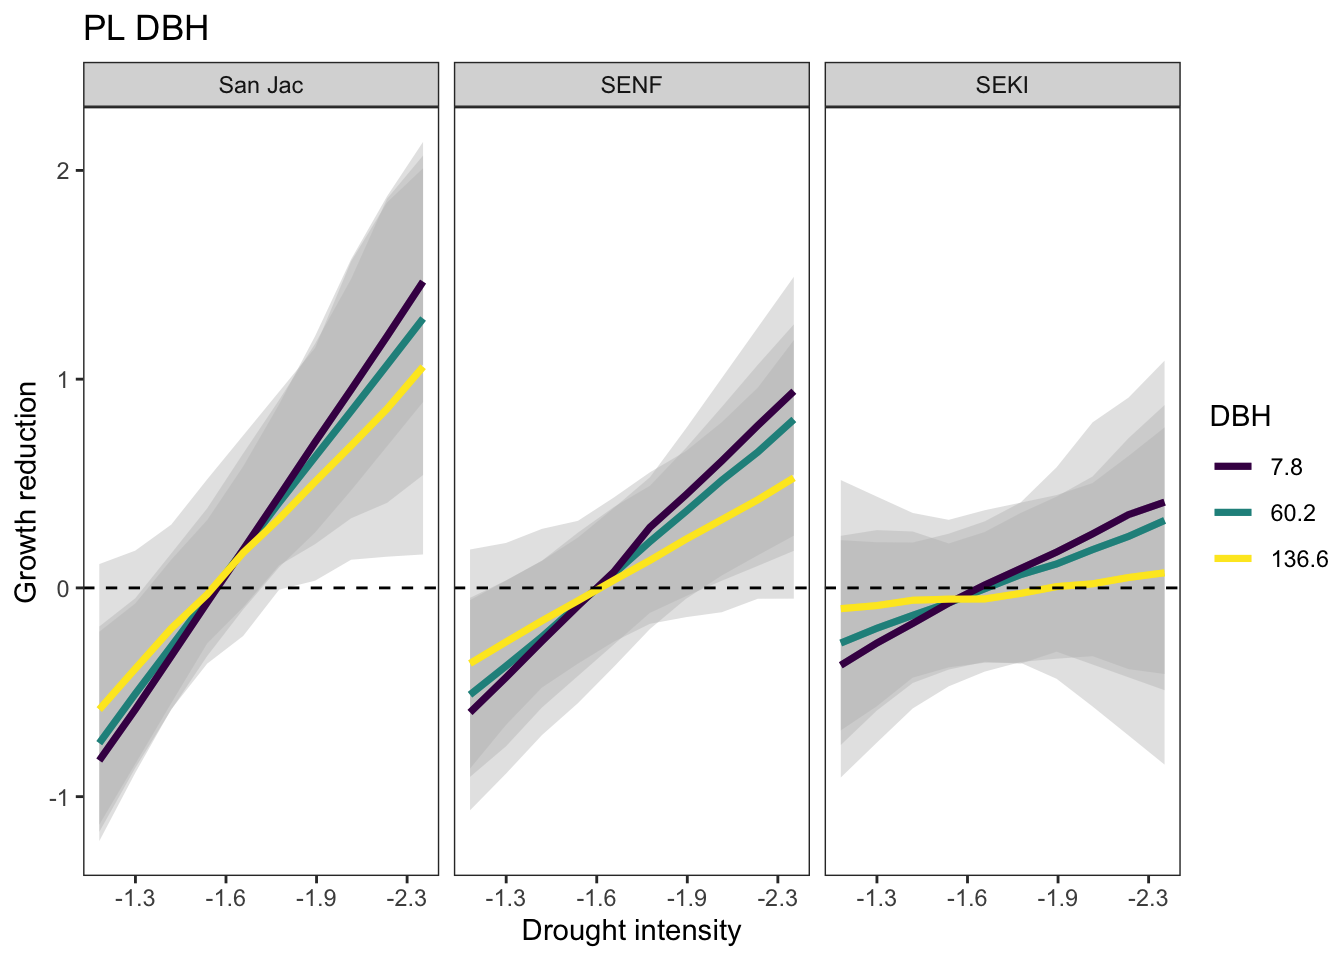 PL DBH
San Jac SENF SEKI
Growth reduction
2
1
0
-1
-1.3 -1.6 -1.9 -2.3 -1.3 -1.6 -1.9 -2.3 -1.3 -1.6 -1.9 -2.3
Drought intensity
DBH
7.8
60.2
136.6